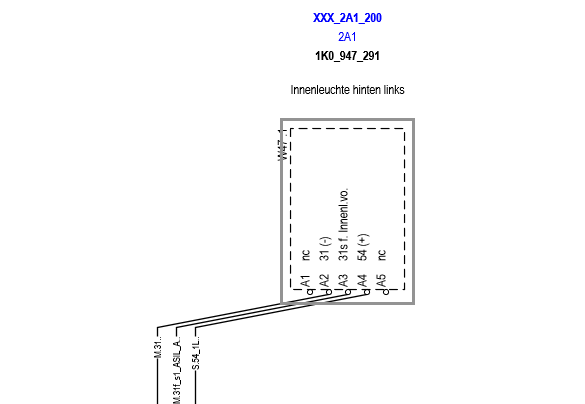 XXX_2A1_200
2A1
1K0_947_291
Innenleuchte hinten links
A1 nc
A2 31 (-)
A3 31s f. Innenl.vo.
A4 54 (+)
A5 nc
M.31..
M.31f_s1_ASIL_A..
S.54_1L..